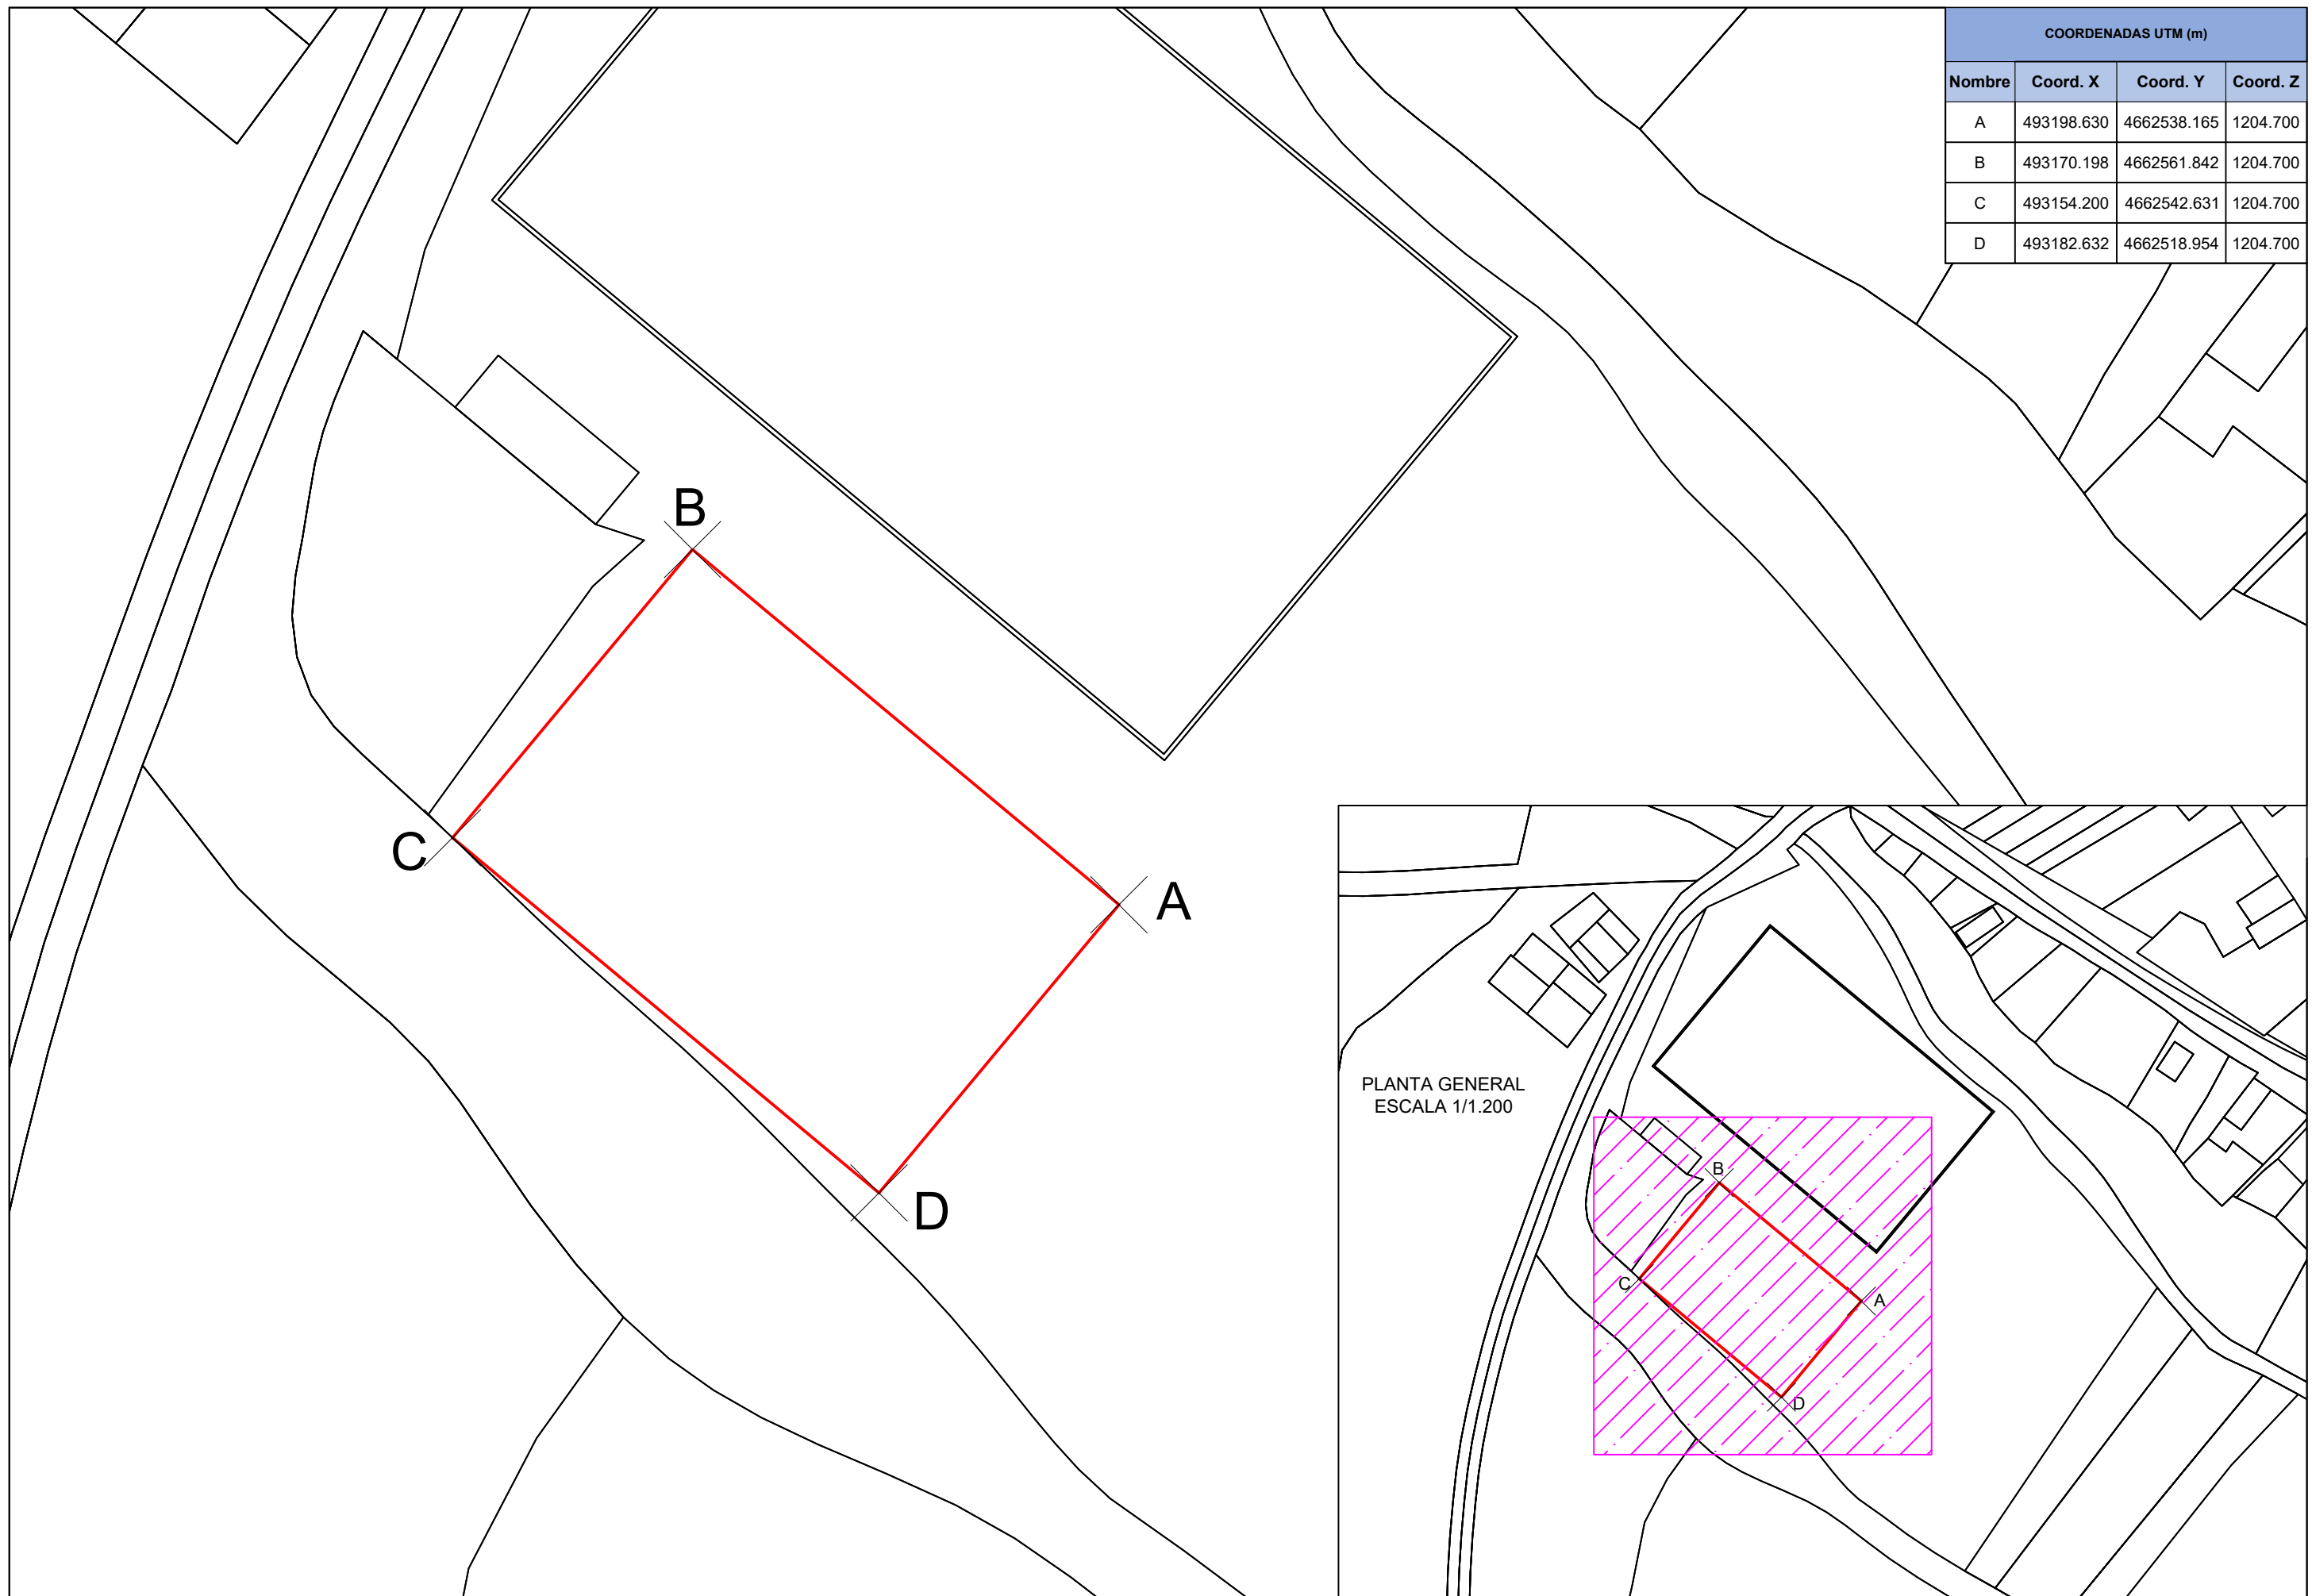 COORDENADAS UTM (m)
Nombre Coord. X Coord. Y Coord. Z
A 493198.630 4662538.165 1204.700
B 493170.198 4662561.842 1204.700
C 493154.200 4662542.631 1204.700
D 493182.632 4662518.954 1204.700
B
C
A
D
PLANTA GENERAL
ESCALA 1/1.200
B
C
A
D